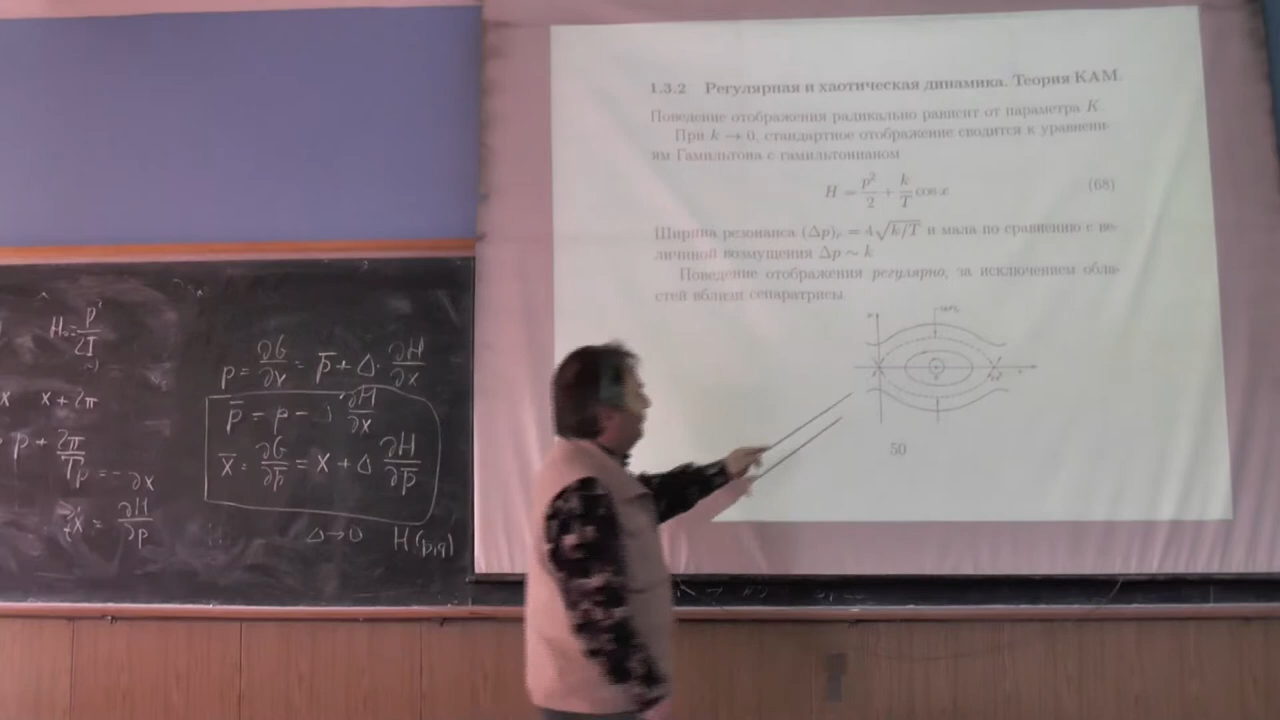 H₀ = p²/2I
x x+2π
p + 2π/T
p = - ∂x
ẋ = ∂H/∂p
p = ∂G/∂x = p̄ + Δ · ∂H/∂x
p̄ = p - ∂H/∂x
x̄ = ∂G/∂p̄ = x + Δ ∂H/∂p̄
Δ→0 H(p,q)
1.3.2 Регулярная и хаотическая динамика. Теория КАМ.
Поведение отображения радикально зависит от параметра K
При k → 0, стандартное отображение сводится к уравнени-
ям Гамильтона с гамильтонианом
H = p²/2 + k/T cos x (68)
Ширина резонанса (Δp)ᵣ = 4√k/T и мала по сравнению с ве-
личиной возмущения Δp ~ k
Поведение отображения регулярно, за исключением обла-
стей вблизи сепаратрисы
50